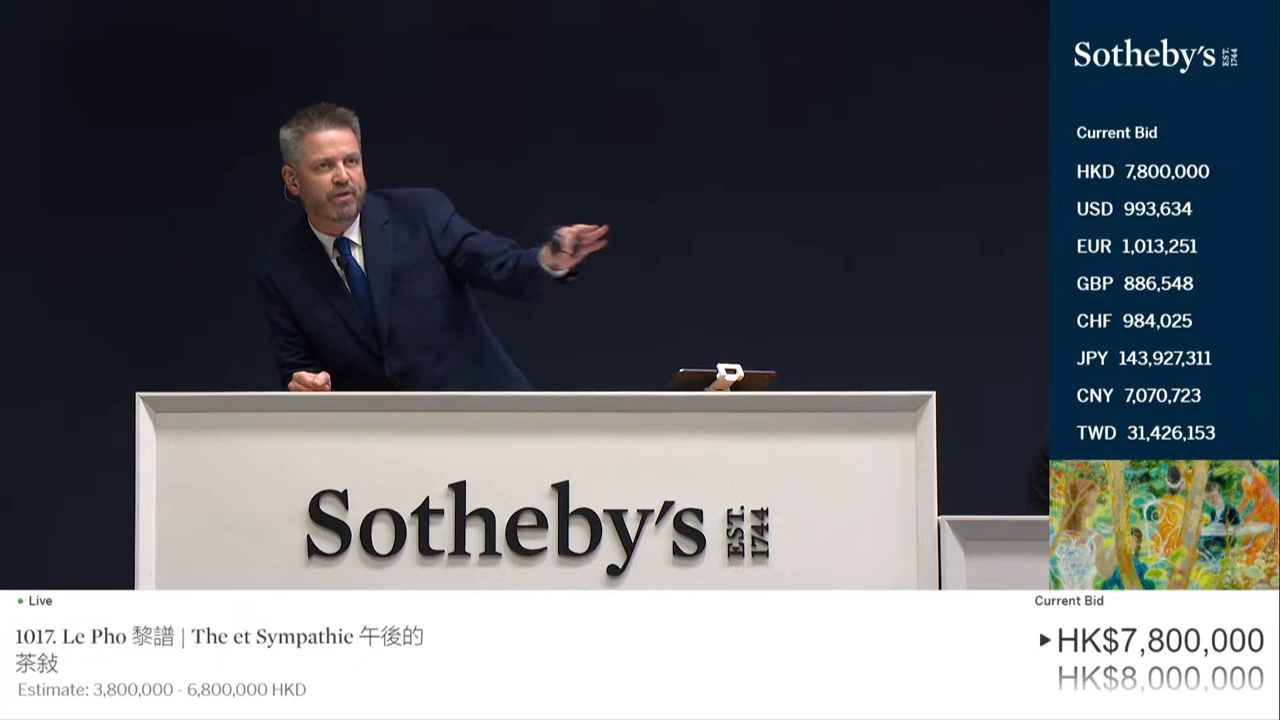 Sotheby's EST. 1744
Current Bid
HKD 7,800,000
USD 993,634
EUR 1,013,251
GBP 886,548
CHF 984,025
JPY 143,927,311
CNY 7,070,723
TWD 31,426,153
Sotheby's EST. 1744
Live
1017. Le Pho 黎譜 | The et Sympathie 午後的
茶敍
Estimate: 3,800,000 - 6,800,000 HKD
Current Bid
HK$7,800,000
HK$8,000,000